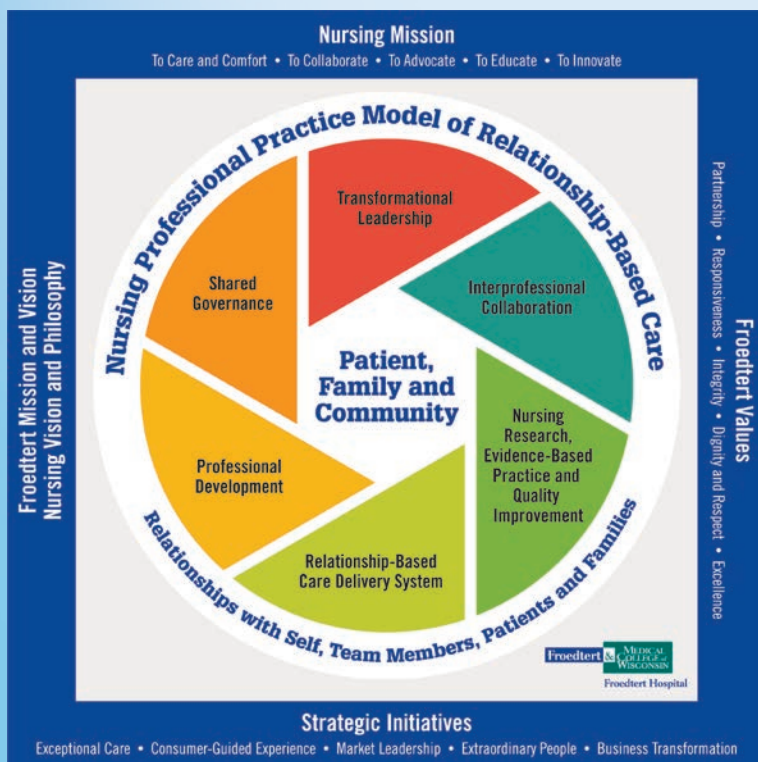 Nursing Mission
To Care and Comfort • To Collaborate • To Advocate • To Educate • To Innovate
Nursing Professional Practice Model of Relationship-Based Care
Transformational
Leadership
Shared
Governance
Interprofessional
Collaboration
Patient,
Family and
Community
Professional
Development
Nursing
Research,
Evidence-Based
Practice and
Quality
Improvement
Relationship-Based
Care Delivery System
Relationships with Self, Team Members, Patients and Families
Froedtert Mission and Vision
Nursing Vision and Philosophy
Froedtert Values
Partnership • Responsiveness • Integrity • Dignity and Respect • Excellence
Froedtert &
MEDICAL
COLLEGE of
WISCONSIN
Froedtert Hospital
Strategic Initiatives
Exceptional Care • Consumer-Guided Experience • Market Leadership • Extraordinary People • Business Transformation